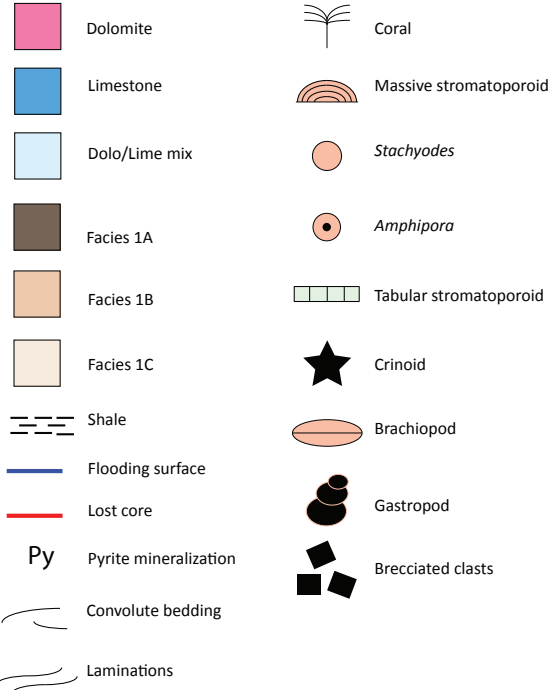 Dolomite
Limestone
Dolo/Lime mix
Facies 1A
Facies 1B
Facies 1C
Shale
Flooding surface
Lost core
Py Pyrite mineralization
Convolute bedding
Laminations
Coral
Massive stromatoporoid
Stachyodes
Amphipora
Tabular stromatoporoid
Crinoid
Brachiopod
Gastropod
Brecciated clasts